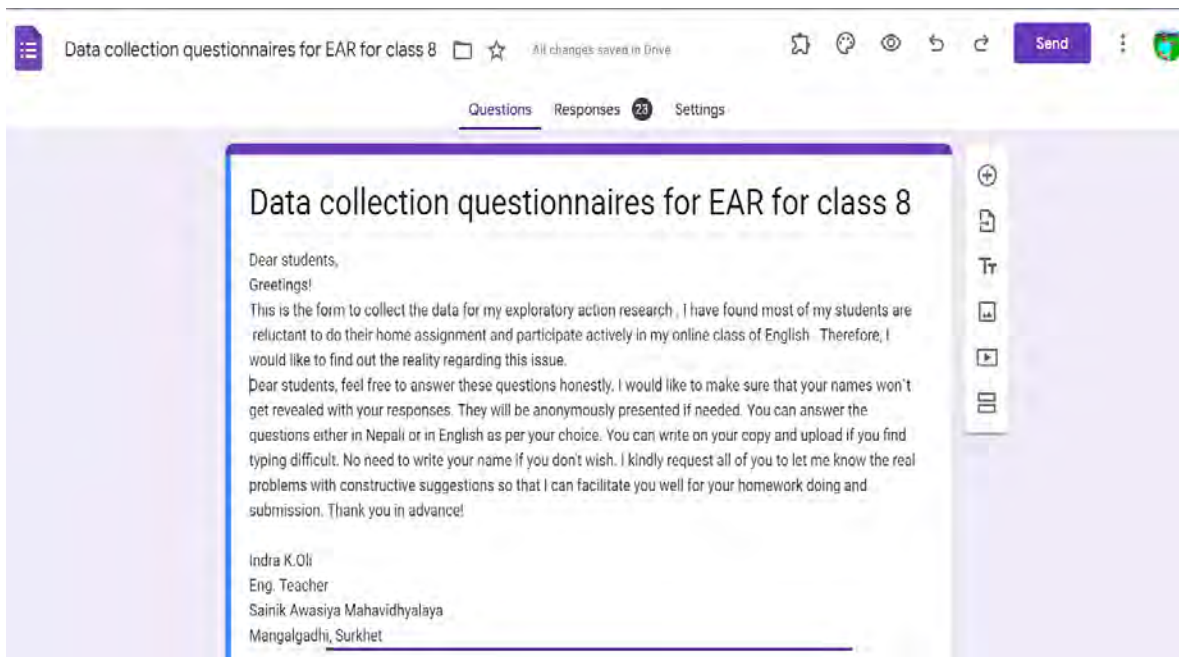 Data collection questionnaires for EAR for class 8 All changes saved in Drive Send
Questions Responses 23 Settings
Data collection questionnaires for EAR for class 8
Dear students,
Greetings!
This is the form to collect the data for my exploratory action research , I have found most of my students are
reluctant to do their home assignment and participate actively in my online class of English Therefore, I
would like to find out the reality regarding this issue.
Dear students, feel free to answer these questions honestly. I would like to make sure that your names won`t
get revealed with your responses. They will be anonymously presented if needed. You can answer the
questions either in Nepali or in English as per your choice. You can write on your copy and upload if you find
typing difficult. No need to write your name if you don't wish. I kindly request all of you to let me know the real
problems with constructive suggestions so that I can facilitate you well for your homework doing and
submission. Thank you in advance!
Indra K.Oli
Eng. Teacher
Sainik Awasiya Mahavidhyalaya
Mangalgadhi, Surkhet